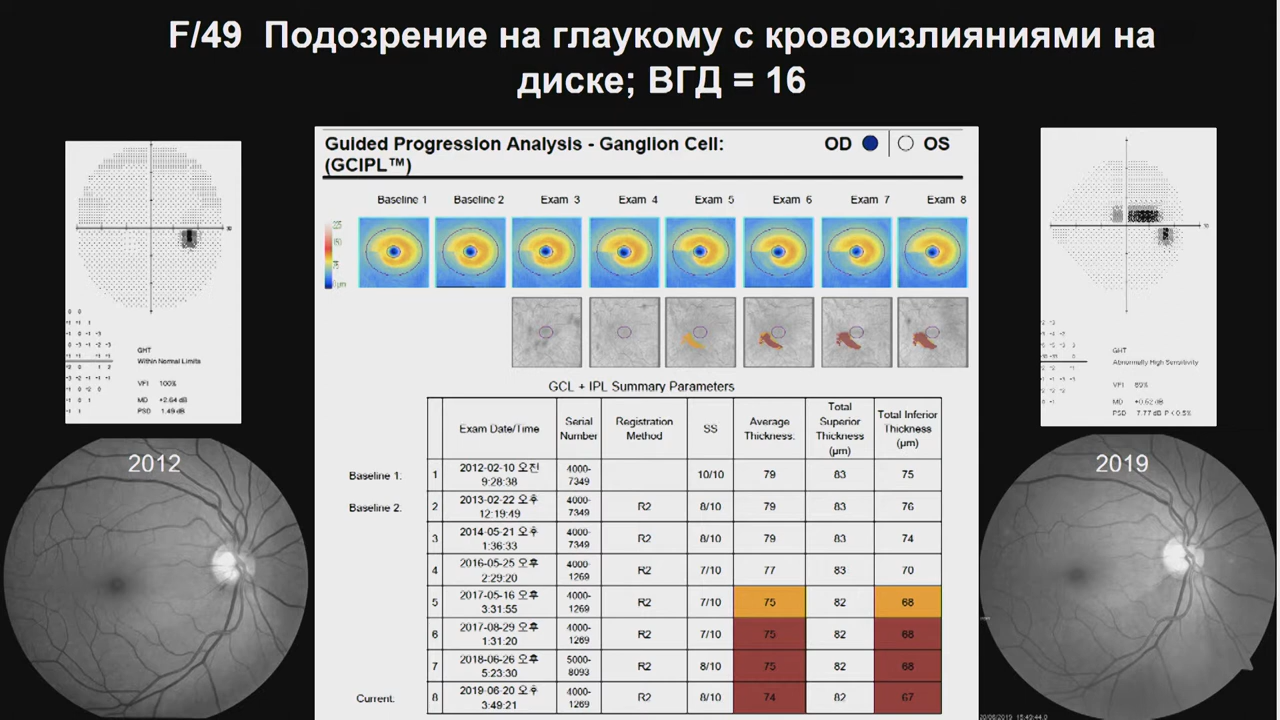 F/49 Подозрение на глаукому с кровоизлияниями на
диске; ВГД = 16
Guided Progression Analysis - Ganglion Cell:
(GCIPL™)
OD OS
Baseline 1 Baseline 2 Exam 3 Exam 4 Exam 5 Exam 6 Exam 7 Exam 8
µm
GHT
Within Normal Limits
VFI 100%
MD +2.64 dB
PSD 1.49 dB
GHT
Abnormally High Sensitivity
VFI 89%
MD +0.62 dB
PSD 7.77 dB P < 0.5%
2012
2019
GCL + IPL Summary Parameters
Exam Date/Time Serial Number Registration Method SS Average Thickness: Total Superior Thickness (µm) Total Inferior Thickness (µm)
Baseline 1: 1 2012-02-10 오전 9:28:38 4000-7349 10/10 79 83 75
Baseline 2. 2 2013-02-22 오후 12:19:49 4000-7349 R2 8/10 79 83 76
3 2014-05-21 오후 1:36:33 4000-7349 R2 8/10 79 83 74
4 2016-05-25 오후 2:29:20 4000-1269 R2 7/10 77 83 70
5 2017-05-16 오후 3:31:55 4000-1269 R2 7/10 75 82 68
6 2017-08-29 오후 1:31:20 4000-1269 R2 7/10 75 82 68
7 2018-06-26 오후 5:23:30 5000-8093 R2 8/10 75 82 68
Current: 8 2019-06-20 오후 3:49:21 4000-1269 R2 8/10 74 82 67